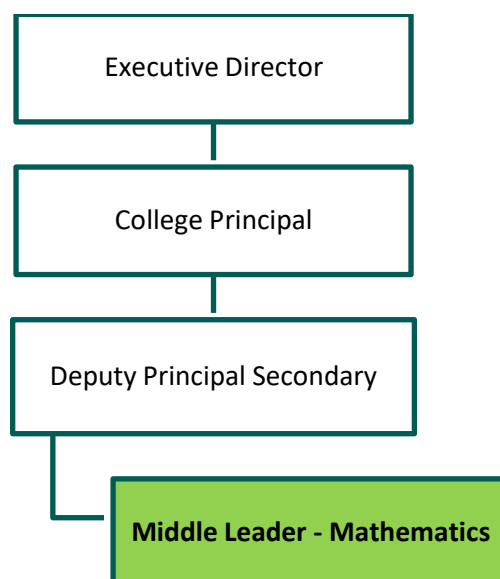 Executive Director
College Principal
Deputy Principal Secondary
Middle Leader - Mathematics